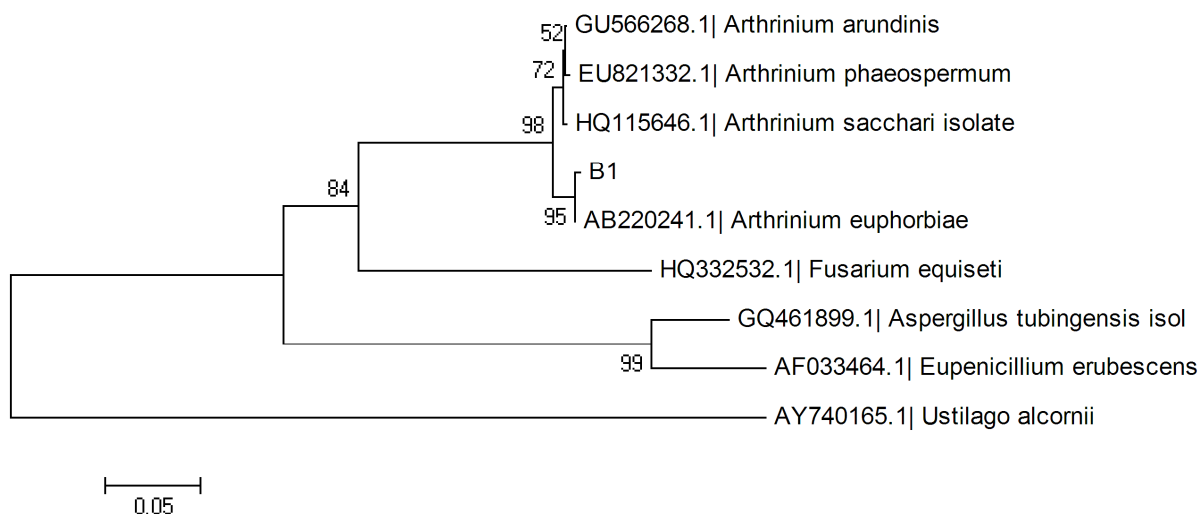 52
GU566268.1| Arthrinium arundinis
72
EU821332.1| Arthrinium phaeospermum
98
HQ115646.1| Arthrinium sacchari isolate
B1
84
95
AB220241.1| Arthrinium euphorbiae
HQ332532.1| Fusarium equiseti
GQ461899.1| Aspergillus tubingensis isol
99
AF033464.1| Eupenicillium erubescens
AY740165.1| Ustilago alcornii
0.05